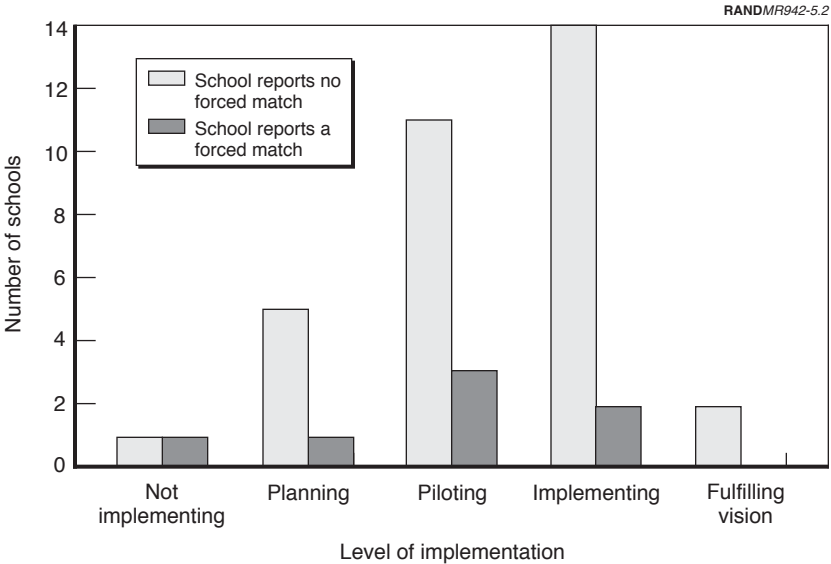 RANDMR942-5.2
14
12
10
8
6
4
2
0
Number of schools
School reports no
forced match
School reports a
forced match
Not
implementing
Planning
Piloting
Implementing
Fulfilling
vision
Level of implementation